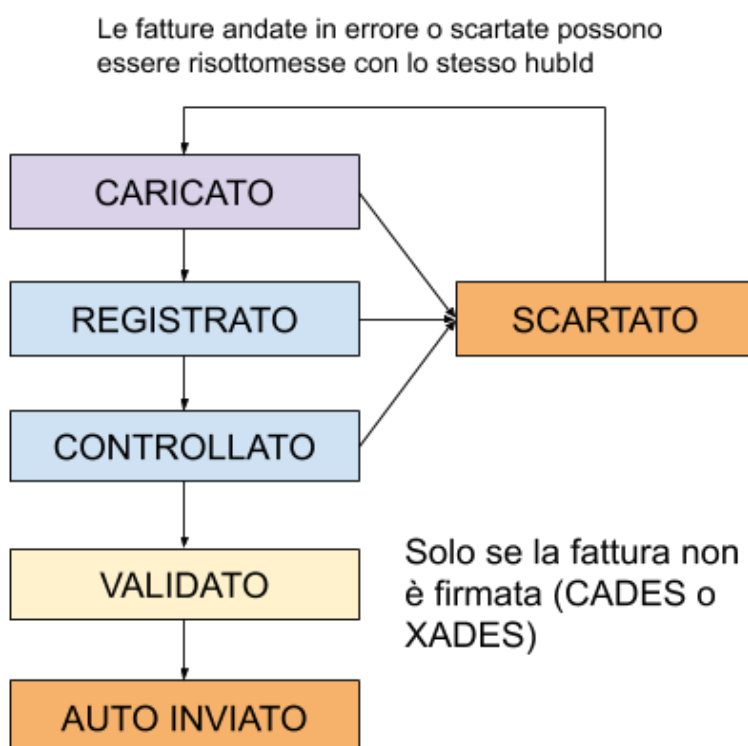 Le fatture andate in errore o scartate possono
essere risottomesse con lo stesso hubId
CARICATO
REGISTRATO
SCARTATO
CONTROLLATO
VALIDATO
Solo se la fattura non
è firmata (CADES o
XADES)
AUTO INVIATO